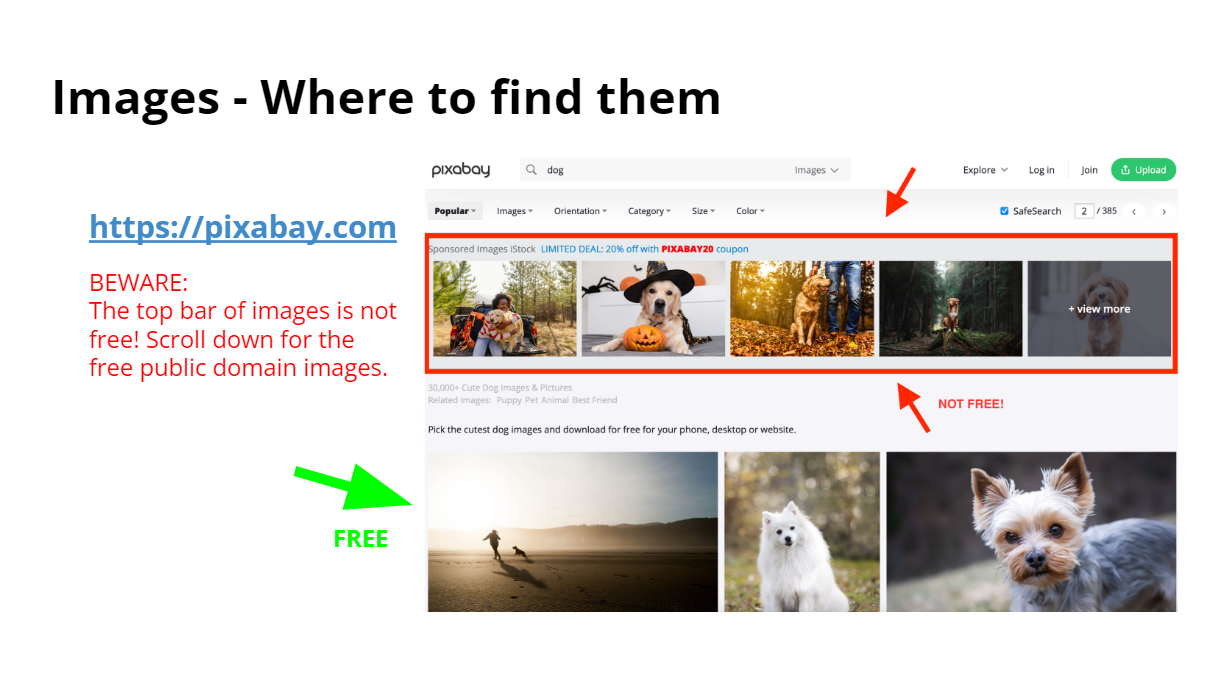 Images - Where to find them
https://pixabay.com
BEWARE:
The top bar of images is not
free! Scroll down for the
free public domain images.
FREE
pixabay
dog
Images
Explore
Log in
Join
Upload
Popular
Images
Orientation
Category
Size
Color
SafeSearch
2 / 385
Sponsored Images iStock LIMITED DEAL: 20% off with PIXABAY20 coupon
+ view more
30,000+ Cute Dog Images & Pictures
Related Images: Puppy Pet Animal Best Friend
NOT FREE!
Pick the cutest dog images and download for free for your phone, desktop or website.